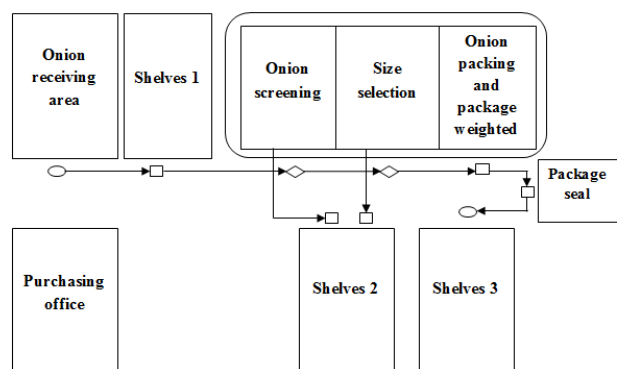 Onion
receiving
area
Shelves 1
Onion
screening
Size
selection
Onion
packing
and
package
weighted
Package
seal
Purchasing
office
Shelves 2
Shelves 3